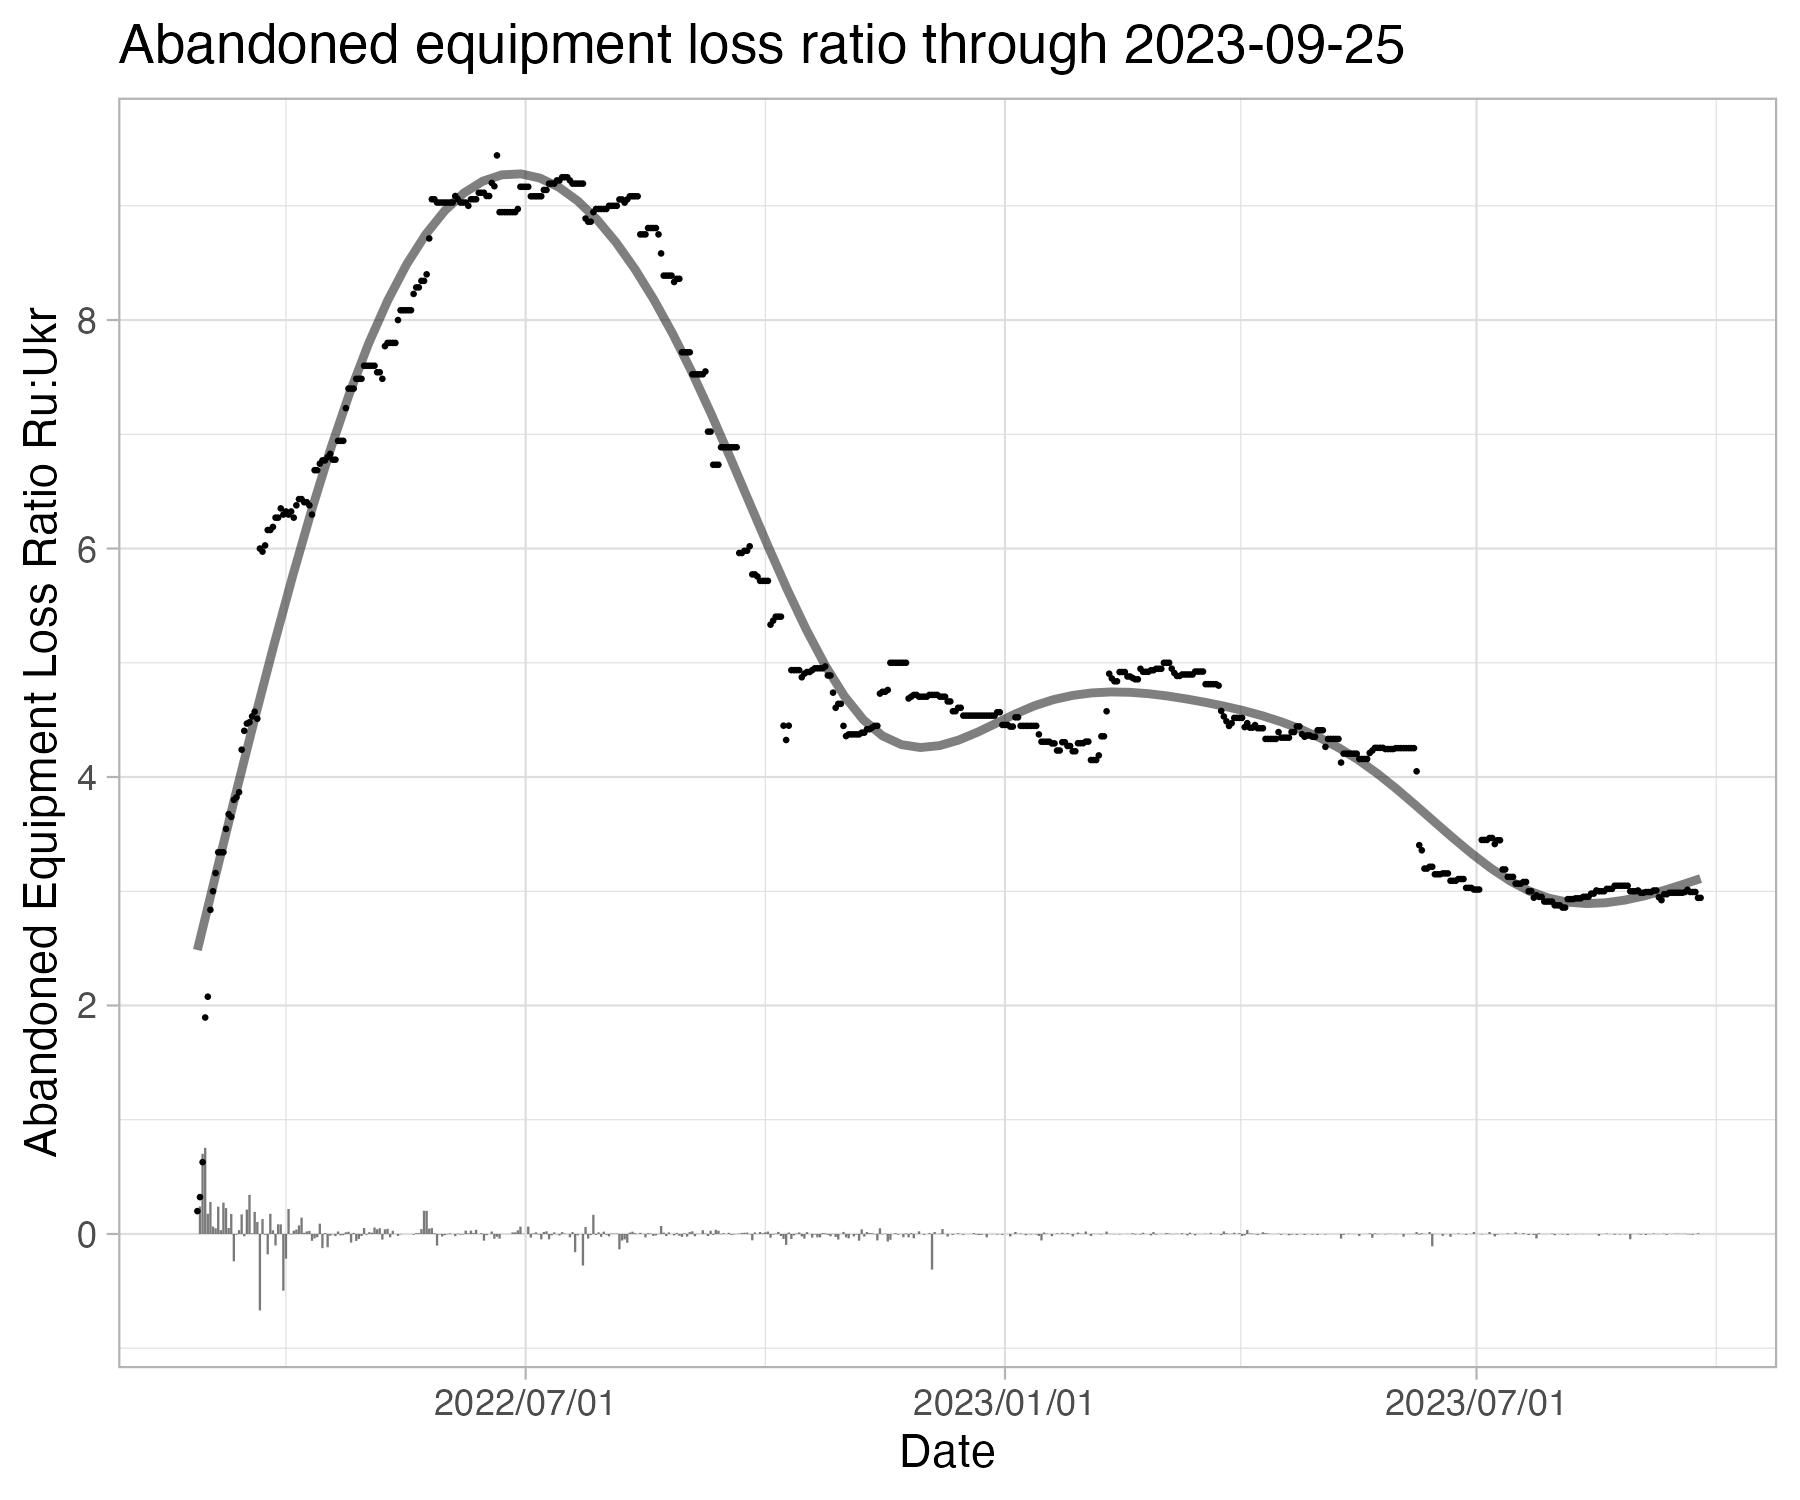 Abandoned equipment loss ratio through 2023-09-25
Abandoned Equipment Loss Ratio Ru:Ukr
8
6
4
2
0
2022/07/01
2023/01/01
2023/07/01
Date